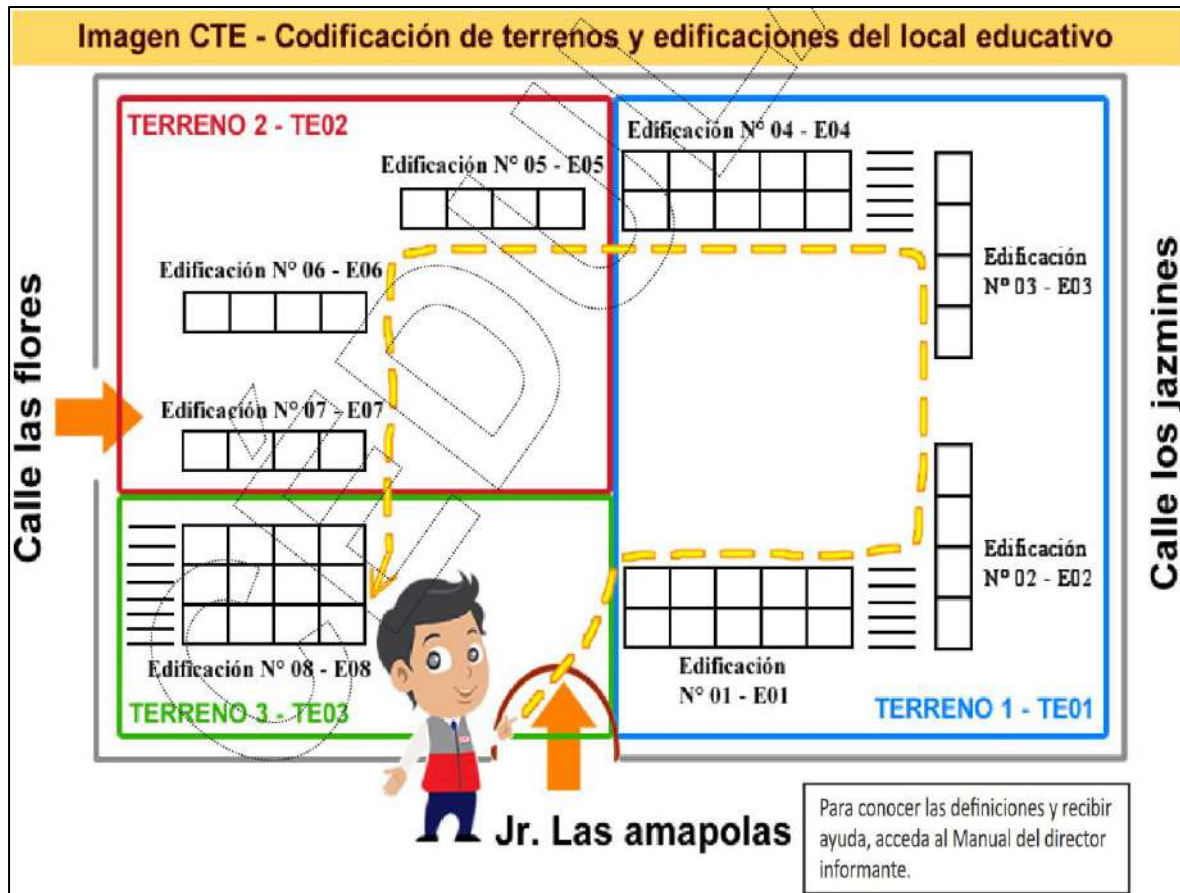 Imagen CTE - Codificación de terrenos y edificaciones del local educativo
TERRENO 2 - TE02
Edificación N° 04 - E04
Edificación N° 05 - E05
Edificación
Nº 03 - E03
Edificación N° 06 - E06
Calle las flores
Calle los jazmines
Edificación N° 07 - E07
Edificación
Nº 02 - E02
Edificación N° 08 - E08
Edificación
N° 01 - E01
TERRENO 3 - TE03
TERRENO 1 - TE01
Jr. Las amapolas
Para conocer las definiciones y recibir
ayuda, acceda al Manual del director
informante.